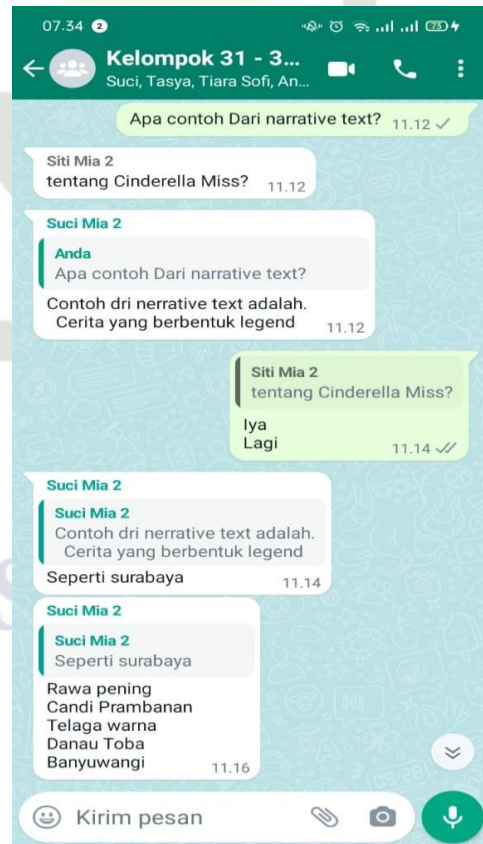 07.34 2 73
Kelompok 31 - 3...
Suci, Tasya, Tiara Sofi, An...
Apa contoh Dari narrative text? 11.12
Siti Mia 2
tentang Cinderella Miss? 11.12
Suci Mia 2
Anda
Apa contoh Dari narrative text?
Contoh dri nerrative text adalah.
Cerita yang berbentuk legend 11.12
Siti Mia 2
tentang Cinderella Miss?
Iya
Lagi 11.14
Suci Mia 2
Suci Mia 2
Contoh dri nerrative text adalah.
Cerita yang berbentuk legend
Seperti surabaya 11.14
Suci Mia 2
Suci Mia 2
Seperti surabaya
Rawa pening
Candi Prambanan
Telaga warna
Danau Toba
Banyuwangi 11.16
Kirim pesan